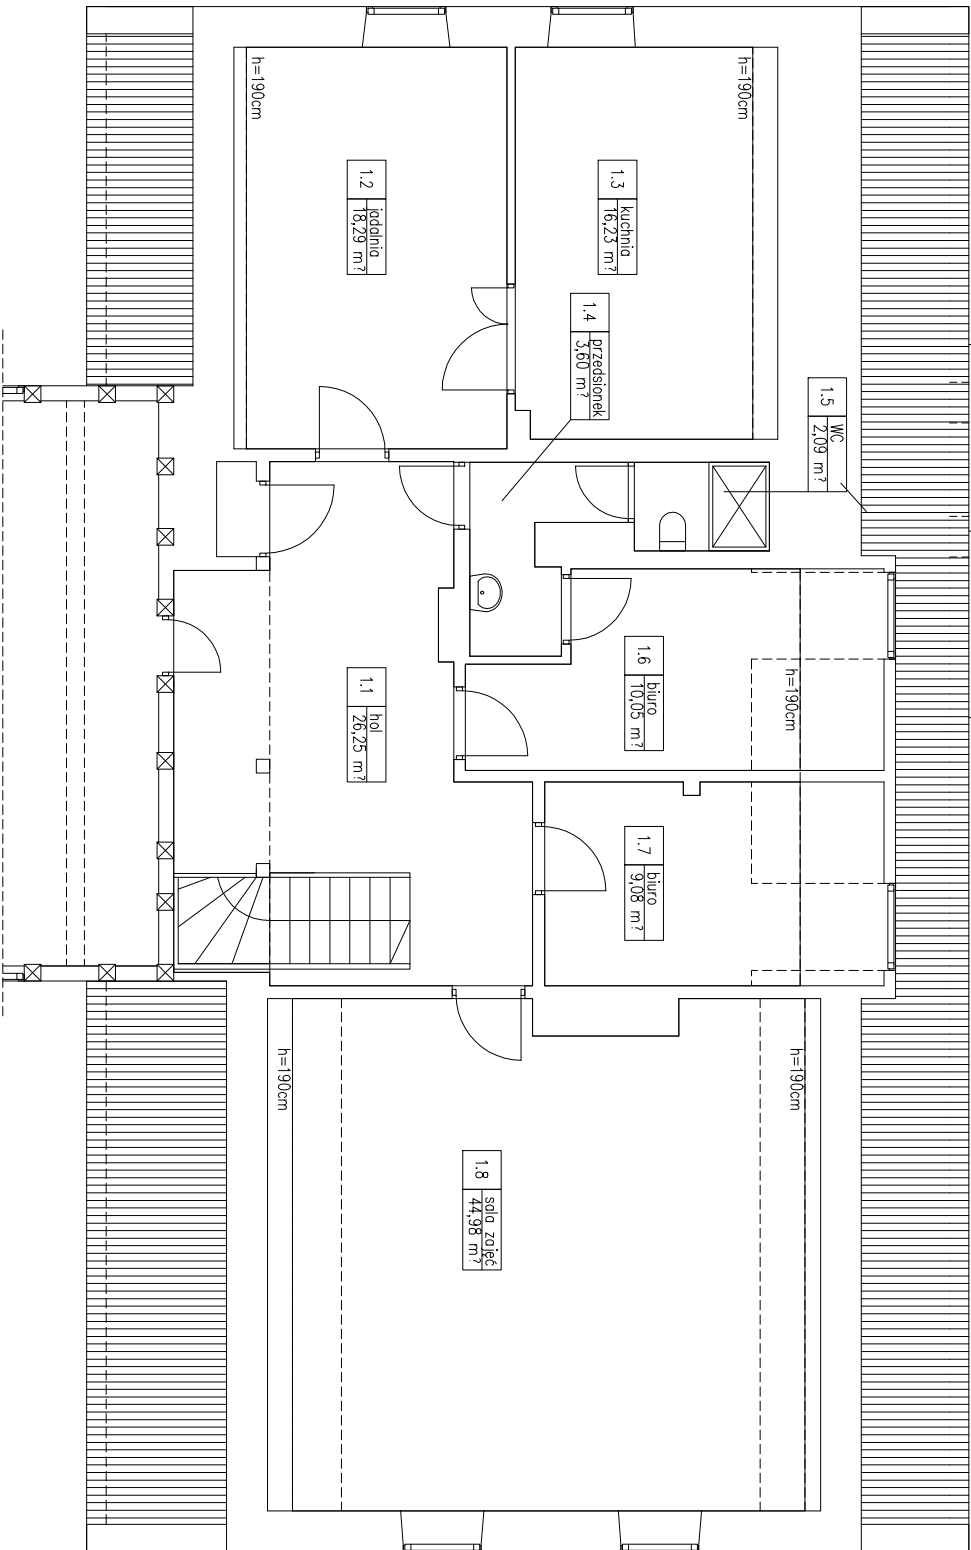 h=190cm
h=190cm
1.2
jadalnia
18,29 m?
1.3
kuchnia
16,23 m?
1.4
przedsionek
3,60 m?
1.5
WC
2,09 m?
1.6
biuro
10,05 m?
h=190cm
1.1
hol
26,25 m?
1.7
biuro
9,08 m?
h=190cm
h=190cm
1.8
sala zajęć
44,98 m?